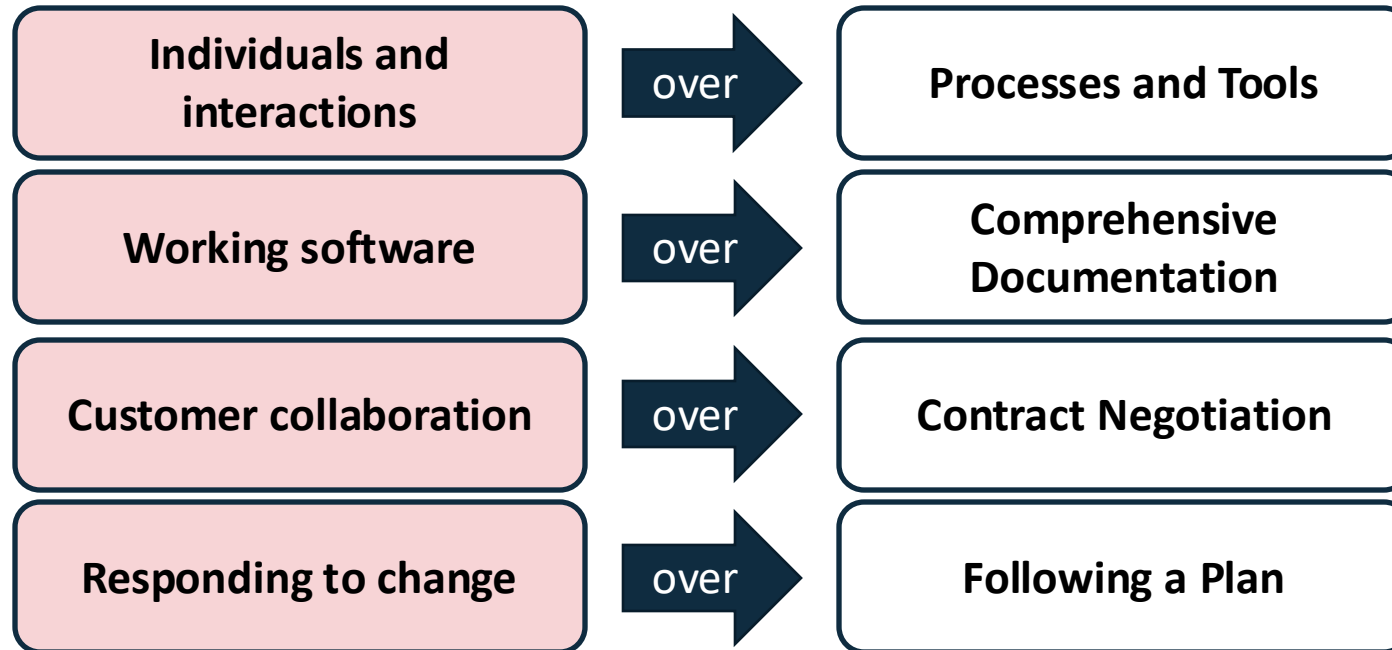 Individuals and
interactions
over
Processes and Tools
Working software
over
Comprehensive
Documentation
Customer collaboration
over
Contract Negotiation
Responding to change
over
Following a Plan